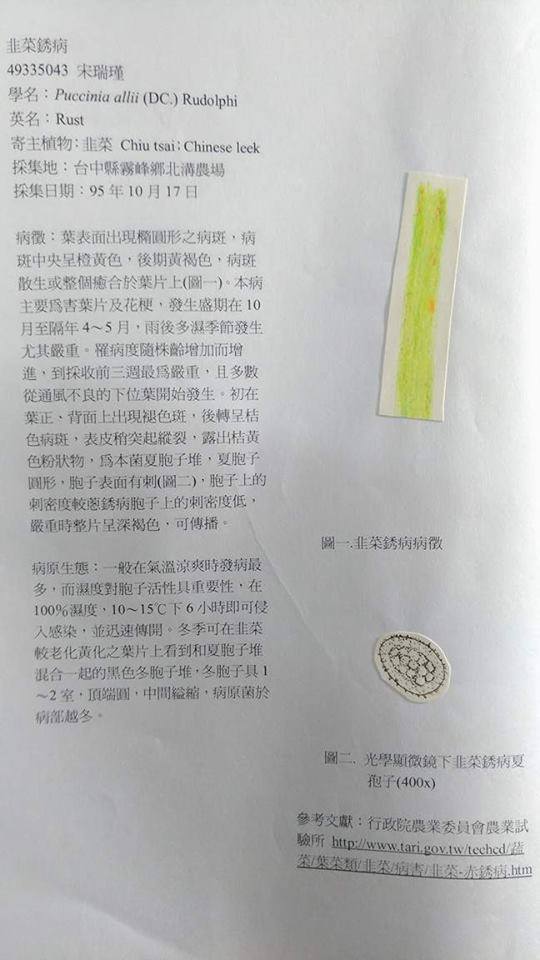 韭菜銹病
49335043 宋瑞瑾
學名：Puccinia allii (DC.) Rudolphi
英名：Rust
寄主植物：韭菜 Chiu tsai；Chinese leek
採集地：台中縣霧峰鄉北溝農場
採集日期：95 年 10 月 17 日
病徵：葉表面出現橢圓形之病斑，病
斑中央呈橙黃色，後期黃褐色，病斑
散生或整個癒合於葉片上(圖一)。本病
主要為害葉片及花梗，發生盛期在 10
月至隔年 4～5 月，雨後多濕季節發生
尤其嚴重。罹病度隨株齡增加而增
進，到採收前三週最為嚴重，且多數
從通風不良的下位葉開始發生。初在
葉正、背面上出現褪色斑，後轉呈桔
色病斑，表皮稍突起縱裂，露出桔黃
色粉狀物，為本菌夏胞子堆，夏胞子
圓形，胞子表面有刺(圖二)，胞子上的
刺密度較蔥銹病胞子上的刺密度低，
嚴重時整片呈深褐色，可傳播。
病原生態：一般在氣溫涼爽時發病最
多，而濕度對胞子活性具重要性，在
100%濕度，10～15℃下 6 小時即可侵
入感染，並迅速傳開。冬季可在韭菜
較老化黃化之葉片上看到和夏胞子堆
混合一起的黑色冬胞子堆，冬胞子具 1
～2 室，頂端圓，中間縊縮，病原菌於
病部越冬。
圖一.韭菜銹病病徵
圖二. 光學顯微鏡下韭菜銹病夏
孢子(400x)
參考文獻：行政院農業委員會農業試
驗所 http://www.tari.gov.tw/techcd/蔬
菜/葉菜類/韭菜/病害/韭菜-赤銹病.htm